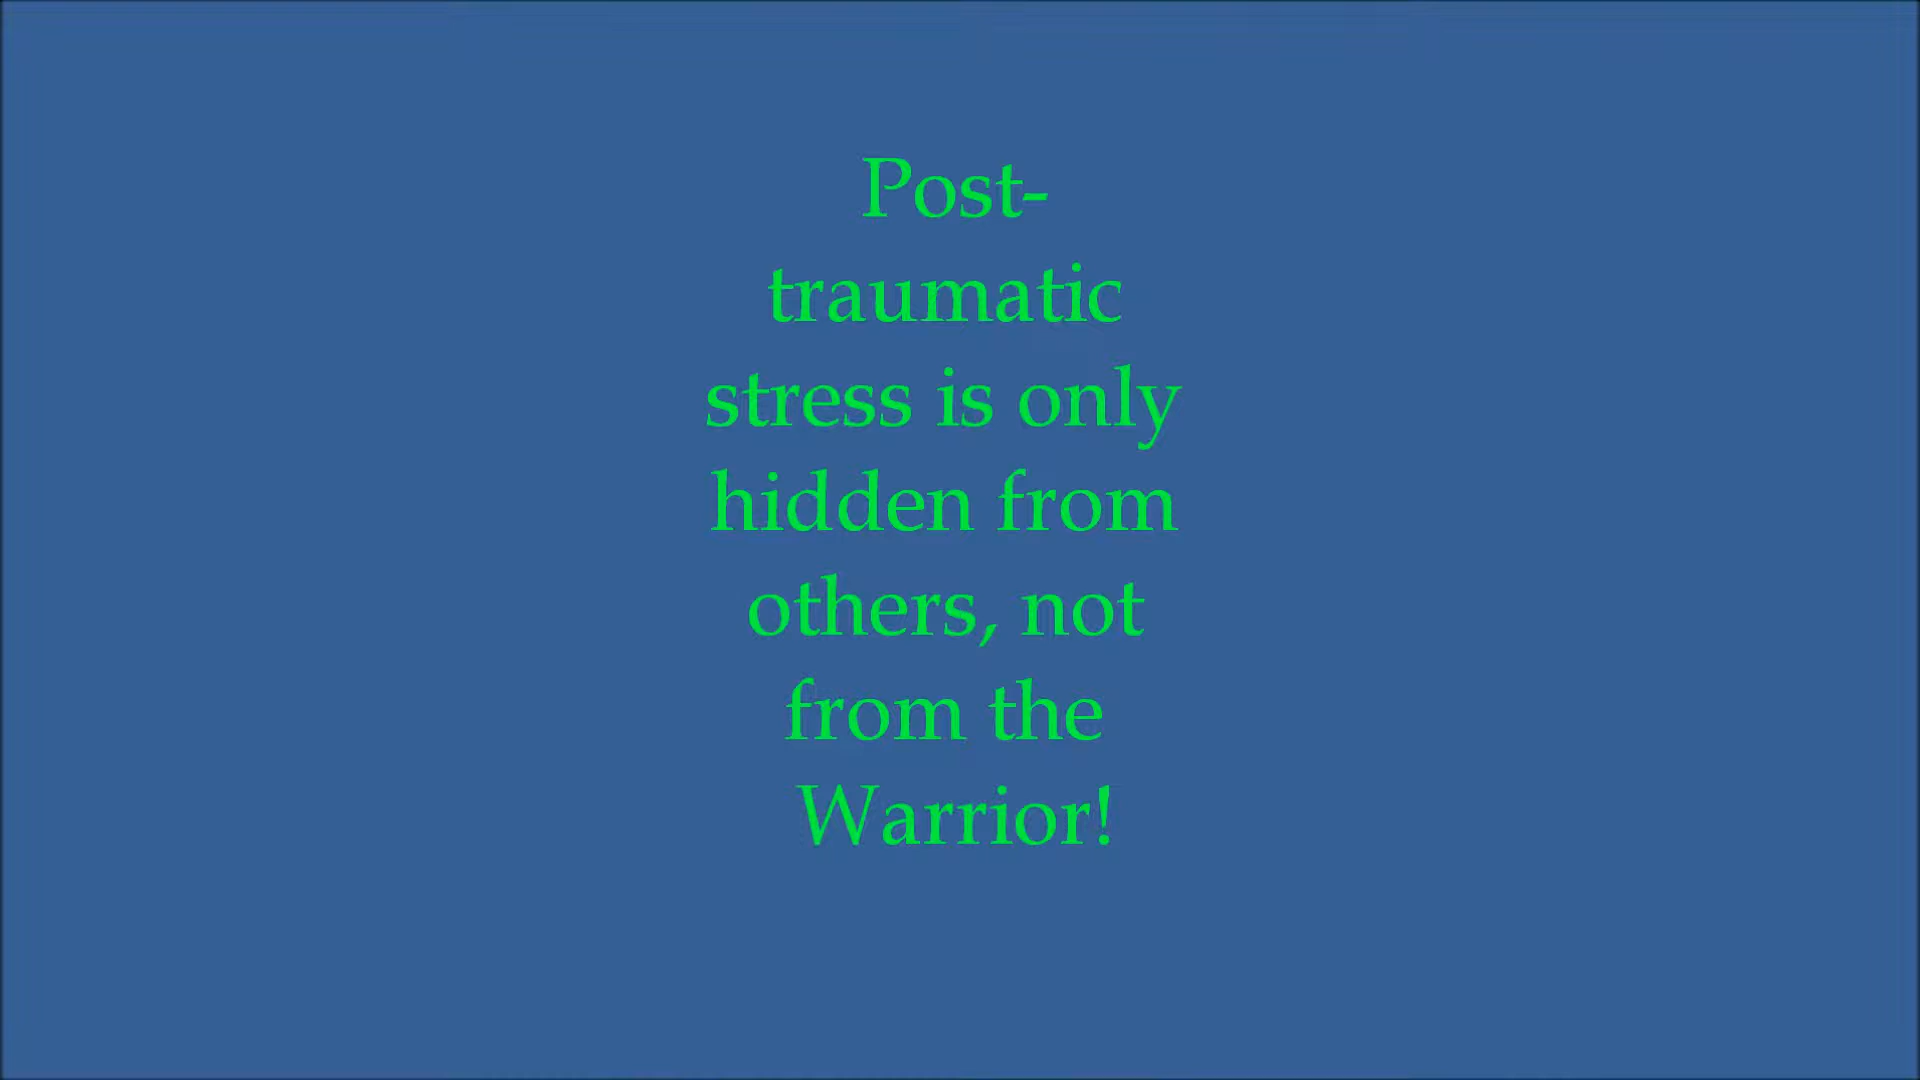 Post-
traumatic
stress is only
hidden from
others, not
from the
Warrior!